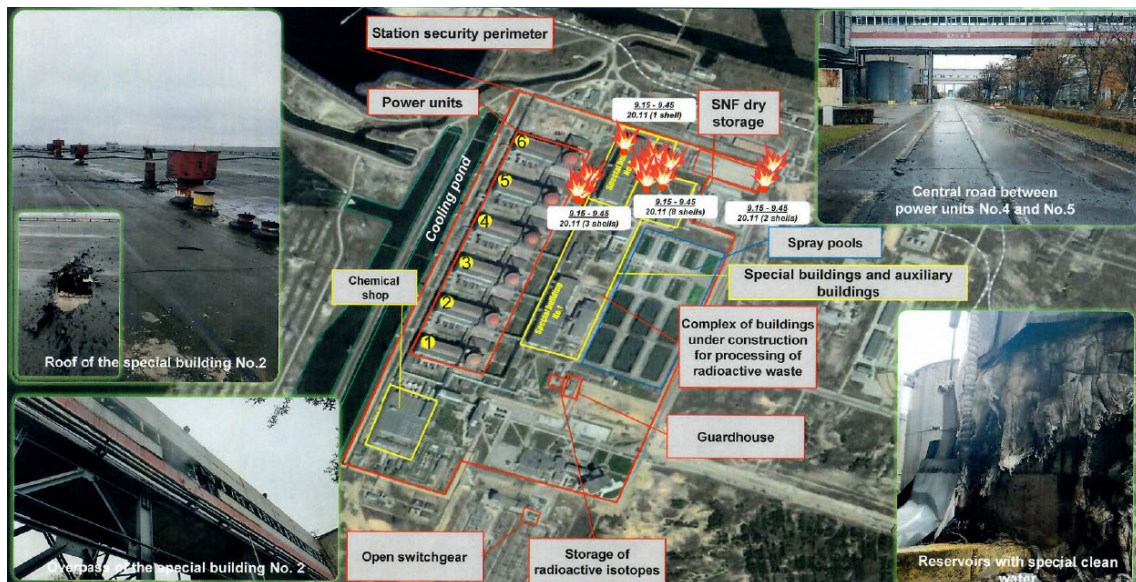 Station security perimeter
Power units
9.15 - 9.45
20.11 (1 shell)
SNF dry
storage
Central road between
power units No.4 and No.5
6
5
4
3
2
1
Cooling pond
9.15 - 9.45
20.11 (3 shells)
9.15 - 9.45
20.11 (8 shells)
9.15 - 9.45
20.11 (2 shells)
Spray pools
Special buildings and auxiliary
buildings
Chemical
shop
Special building
No.1
Complex of buildings
under construction
for processing of
radioactive waste
Guardhouse
Roof of the special building No.2
Overpass of the special building No. 2
Open switchgear
Storage of
radioactive isotopes
Reservoirs with special clean
water